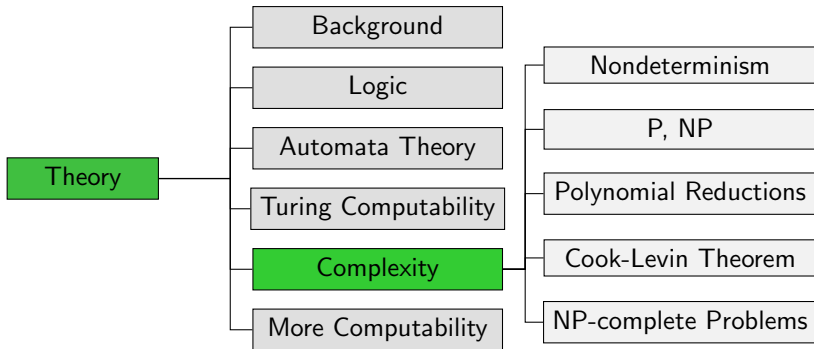 Theory
Background
Logic
Automata Theory
Turing Computability
Complexity
More Computability
Nondeterminism
P, NP
Polynomial Reductions
Cook-Levin Theorem
NP-complete Problems